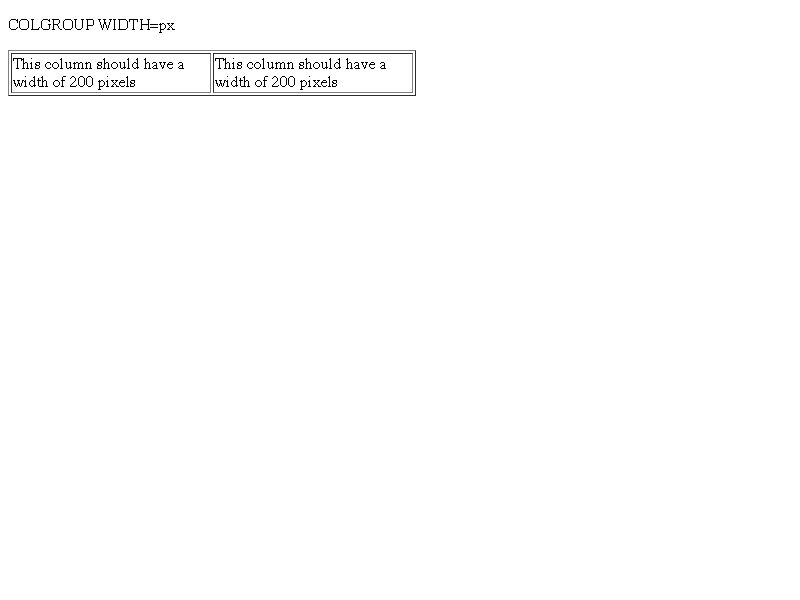 COLGROUP WIDTH=px
This column should have a
width of 200 pixels
This column should have a
width of 200 pixels